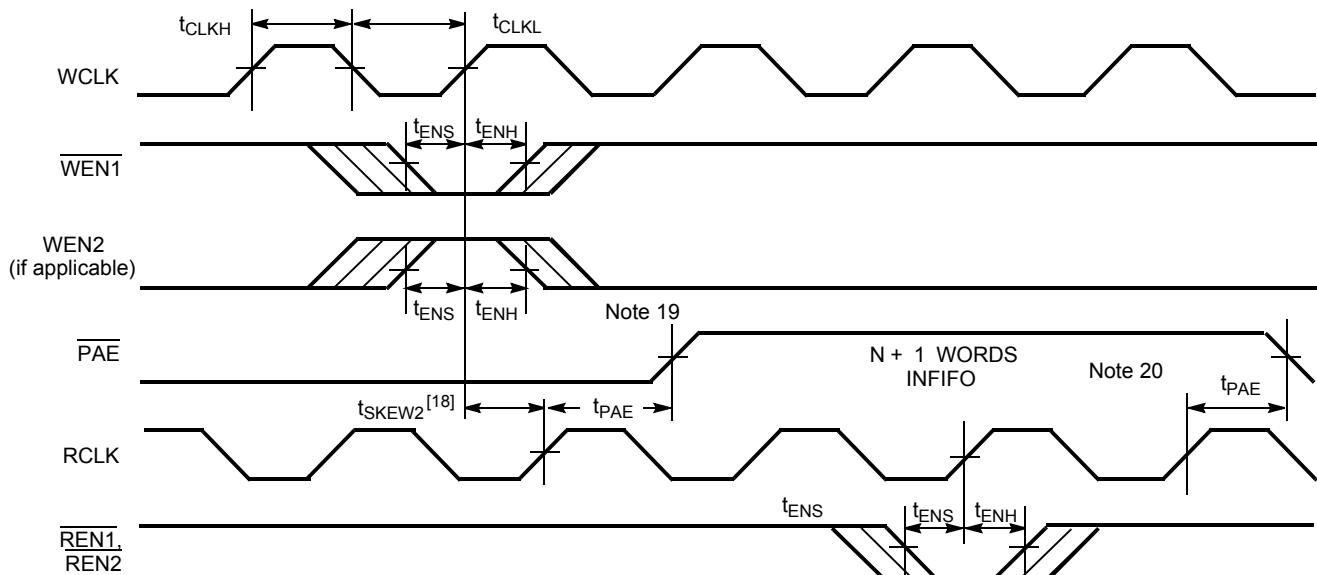 tCLKH
tCLKL
WCLK
tENS
tENH
WEN1
WEN2
(if applicable)
tENS
tENH
Note 19
PAE
N + 1 WORDS
INFIFO
Note 20
tPAE
tSKEW2[18]
tPAE
RCLK
tENS
tENS
tENH
REN1,
REN2